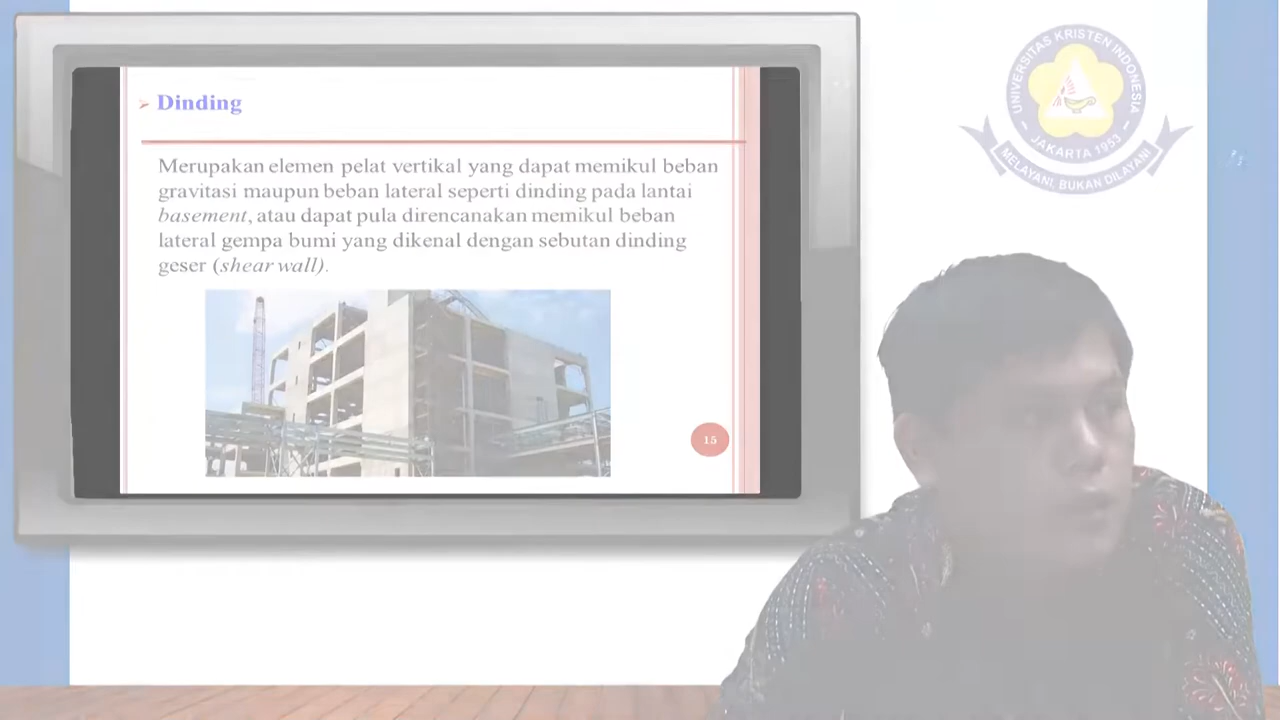 Dinding
Merupakan elemen pelat vertikal yang dapat memikul beban
gravitasi maupun beban lateral seperti dinding pada lantai
basement, atau dapat pula direncanakan memikul beban
lateral gempa bumi yang dikenal dengan sebutan dinding
geser (shear wall).
15
UNIVERSITAS KRISTEN INDONESIA
JAKARTA 1953
MELAYANI, BUKAN DILAYANI